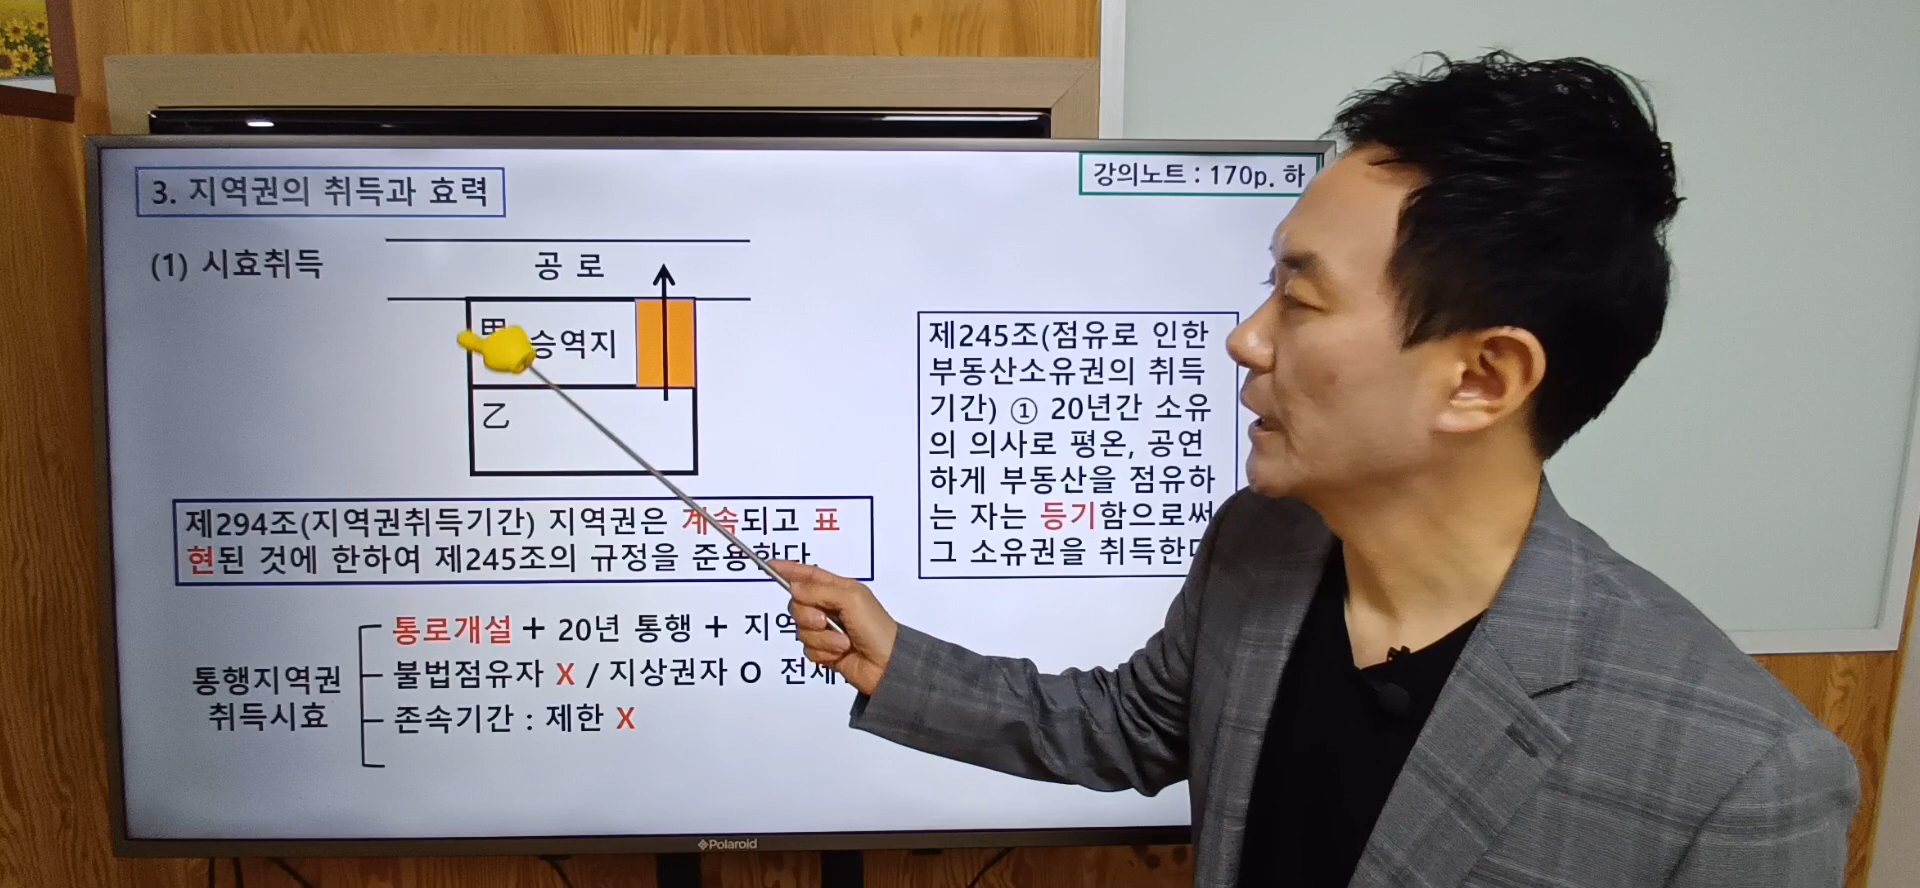 3. 지역권의 취득과 효력
강의노트 : 170p. 하
(1) 시효취득
공 로
승역지
乙
제245조(점유로 인한
부동산소유권의 취득
기간) ① 20년간 소유
의 의사로 평온, 공연
하게 부동산을 점유하
는 자는 등기함으로써
그 소유권을 취득한
제294조(지역권취득기간) 지역권은 계속되고 표
현된 것에 한하여 제245조의 규정을 준용한다.
통로개설 + 20년 통행 + 지역
불법점유자 X / 지상권자 O 전세
통행지역권
취득시효
존속기간 : 제한 X
Polaroid